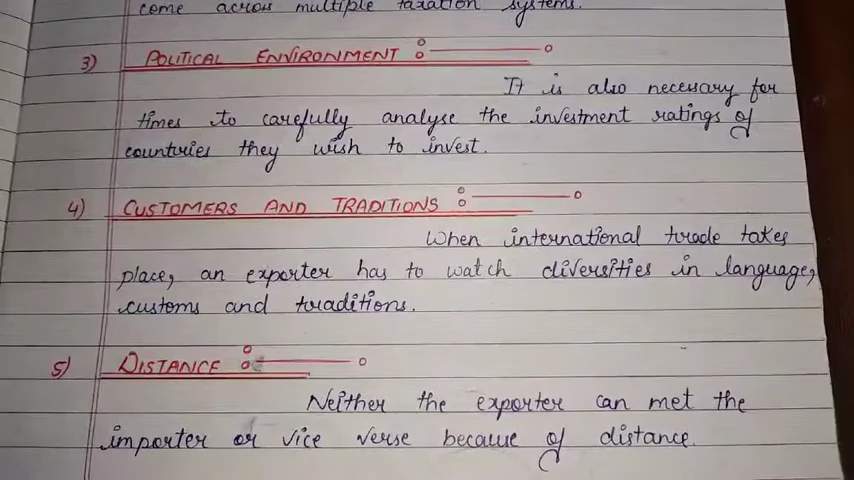 come across multiple taxation systems.
3) POLITICAL ENVIRONMENT
It is also necessary for
times to carefully analyse the investment ratings of
countries they wish to invest.
4) CUSTOMERS AND TRADITIONS
When international trade takes
place, an exporter has to watch diversities in language,
customs and traditions.
5) DISTANCE
Neither the exporter can met the
importer or vice verse because of distance.